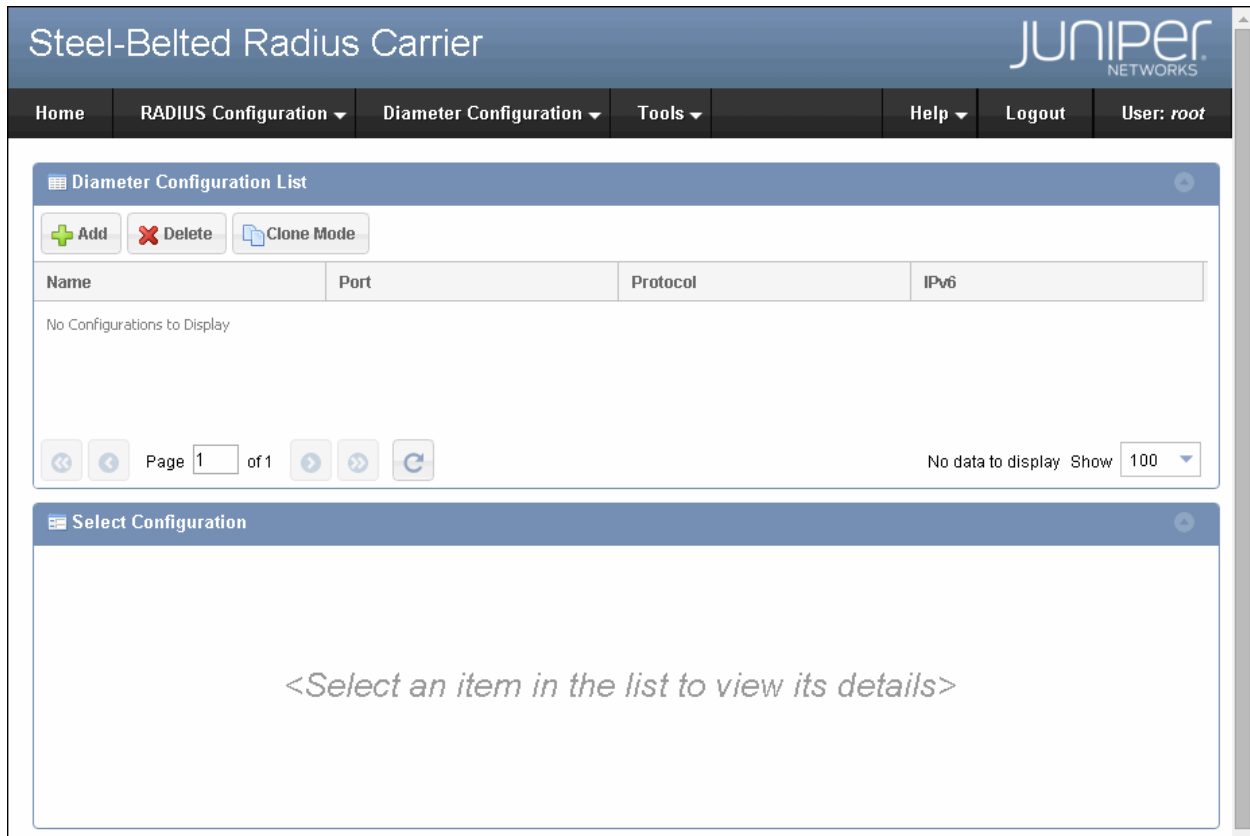 Steel-Belted Radius Carrier
JUNIPER
NETWORKS
Home RADIUS Configuration Diameter Configuration Tools Help Logout User: root
Diameter Configuration List
Add Delete Clone Mode
Name Port Protocol IPv6
No Configurations to Display
Page 1 of 1 No data to display Show 100
Select Configuration
<Select an item in the list to view its details>